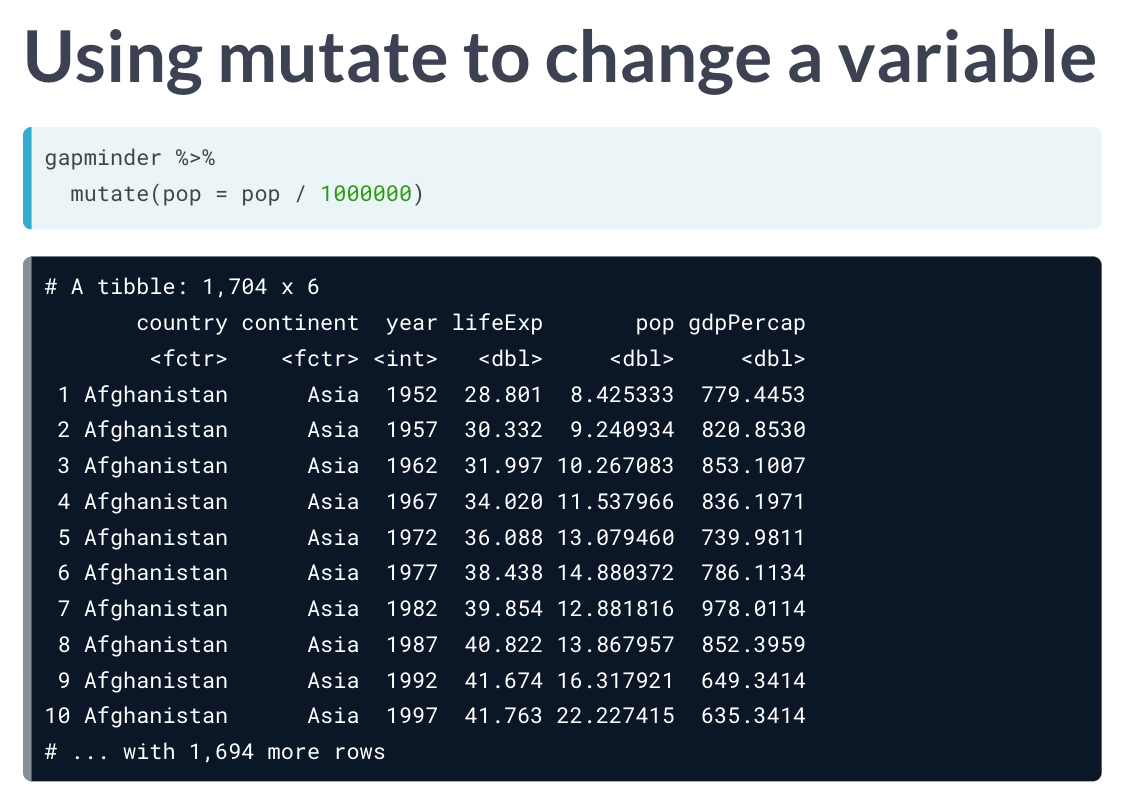 Using mutate to change a variable
gapminder %>%
  mutate(pop = pop / 1000000)
# A tibble: 1,704 x 6
       country continent  year lifeExp       pop gdpPercap
        <fctr>    <fctr> <int>   <dbl>     <dbl>     <dbl>
 1 Afghanistan      Asia  1952  28.801  8.425333  779.4453
 2 Afghanistan      Asia  1957  30.332  9.240934  820.8530
 3 Afghanistan      Asia  1962  31.997 10.267083  853.1007
 4 Afghanistan      Asia  1967  34.020 11.537966  836.1971
 5 Afghanistan      Asia  1972  36.088 13.079460  739.9811
 6 Afghanistan      Asia  1977  38.438 14.880372  786.1134
 7 Afghanistan      Asia  1982  39.854 12.881816  978.0114
 8 Afghanistan      Asia  1987  40.822 13.867957  852.3959
 9 Afghanistan      Asia  1992  41.674 16.317921  649.3414
10 Afghanistan      Asia  1997  41.763 22.227415  635.3414
# ... with 1,694 more rows